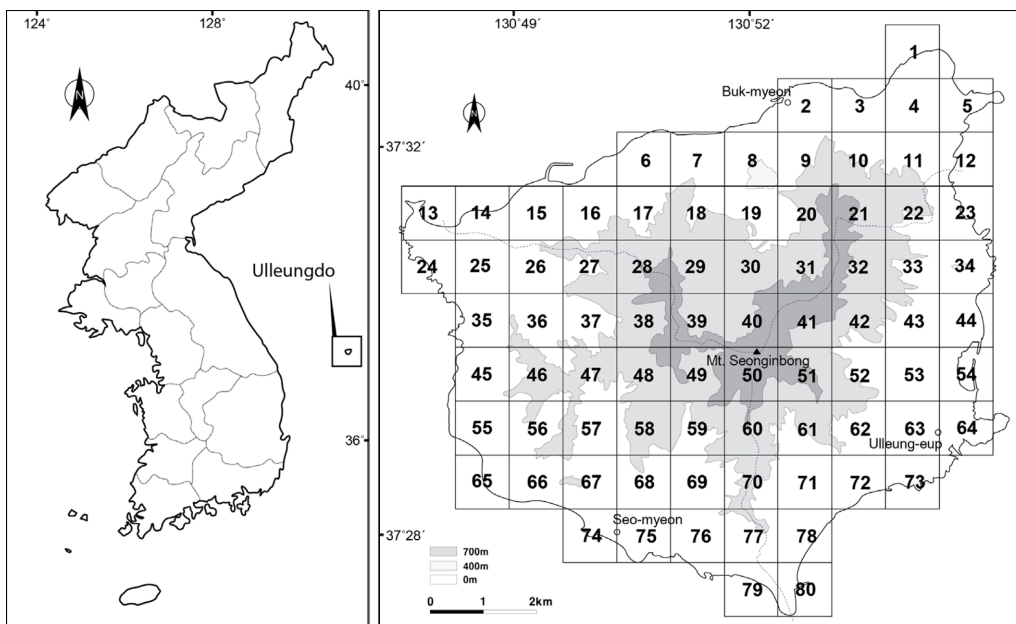 124° 128°
N
40°
Ulleungdo
36°
130°49´ 130°52´
1
Buk-myeon
2 3 4 5
N
37°32´
6 7 8 9 10 11 12
13 14 15 16 17 18 19 20 21 22 23
24 25 26 27 28 29 30 31 32 33 34
35 36 37 38 39 40 41 42 43 44
Mt. Seonginbong
45 46 47 48 49 50 51 52 53 54
55 56 57 58 59 60 61 62 63 64
Ulleung-eup
65 66 67 68 69 70 71 72 73
Seo-myeon
37°28´
74 75 76 77 78
700m
400m
0m
79 80
0 1 2km